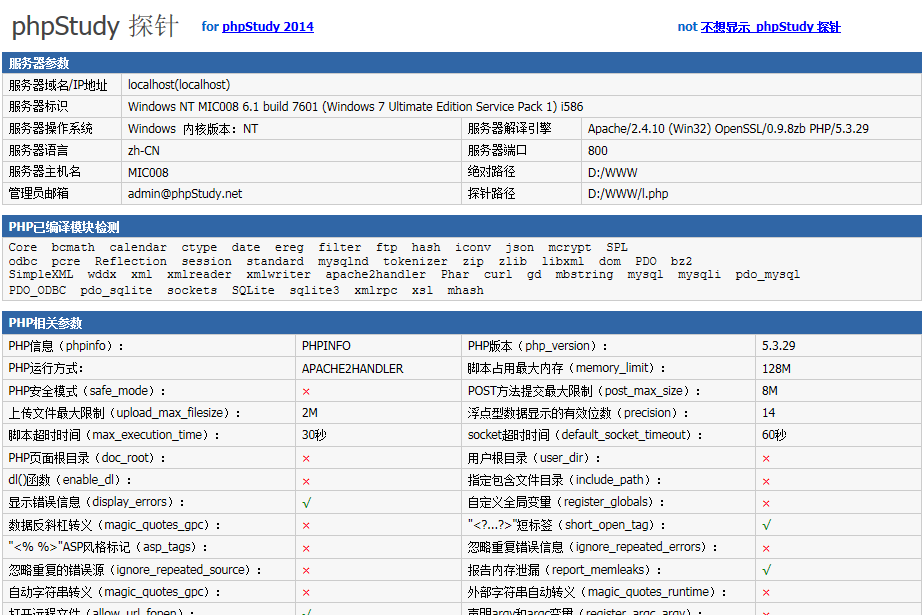 phpStudy 探针 for phpStudy 2014 not 不想显示 phpStudy 探针
服务器参数
服务器域名/IP地址 localhost(localhost)
服务器标识 Windows NT MIC008 6.1 build 7601 (Windows 7 Ultimate Edition Service Pack 1) i586
服务器操作系统 Windows 内核版本：NT 服务器解译引擎 Apache/2.4.10 (Win32) OpenSSL/0.9.8zb PHP/5.3.29
服务器语言 zh-CN 服务器端口 800
服务器主机名 MIC008 绝对路径 D:/WWW
管理员邮箱 admin@phpStudy.net 探针路径 D:/WWW/l.php
PHP已编译模块检测
Core bcmath calendar ctype date ereg filter ftp hash iconv json mcrypt SPL
odbc pcre Reflection session standard mysqlnd tokenizer zip zlib libxml dom PDO bz2
SimpleXML wddx xml xmlreader xmlwriter apache2handler Phar curl gd mbstring mysql mysqli pdo_mysql
PDO_ODBC pdo_sqlite sockets SQLite sqlite3 xmlrpc xsl mhash
PHP相关参数
PHP信息（phpinfo）： PHPINFO PHP版本（php_version）： 5.3.29
PHP运行方式： APACHE2HANDLER 脚本占用最大内存（memory_limit）： 128M
PHP安全模式（safe_mode）： × POST方法提交最大限制（post_max_size）： 8M
上传文件最大限制（upload_max_filesize）： 2M 浮点型数据显示的有效位数（precision）： 14
脚本超时时间（max_execution_time）： 30秒 socket超时时间（default_socket_timeout）： 60秒
PHP页面根目录（doc_root）： × 用户根目录（user_dir）： ×
dl()函数（enable_dl）： × 指定包含文件目录（include_path）： ×
显示错误信息（display_errors）： √ 自定义全局变量（register_globals）： ×
数据反斜杠转义（magic_quotes_gpc）： × "<?...?>"短标签（short_open_tag）： √
"<% %>"ASP风格标记（asp_tags）： × 忽略重复错误信息（ignore_repeated_errors）： ×
忽略重复的错误源（ignore_repeated_source）： × 报告内存泄漏（report_memleaks）： √
自动字符串转义（magic_quotes_gpc）： × 外部字符串自动转义（magic_quotes_runtime）： ×
打开远程文件（allow_url_fopen）： √ 声明argv和argc变量（register_argc_argv）： ×